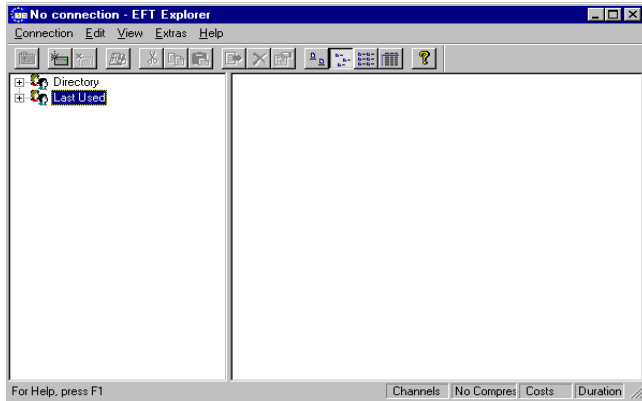 No connection - EFT Explorer
Connection Edit View Extras Help
Directory
Last Used
For Help, press F1
Channels No Compres Costs Duration